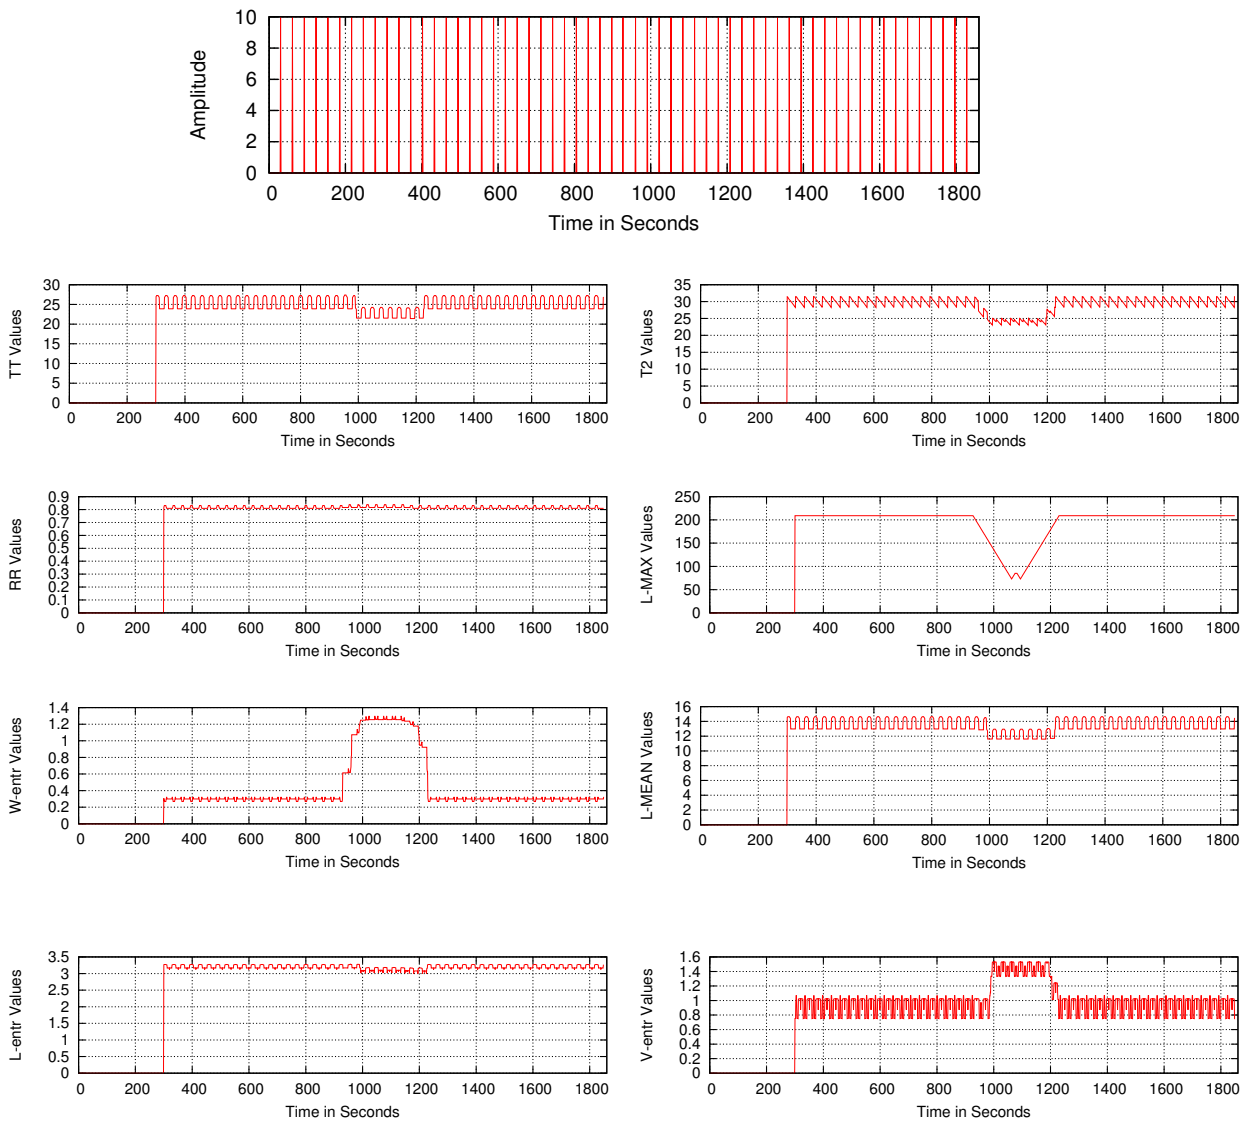 Amplitude
10
8
6
4
2
0
0 200 400 600 800 1000 1200 1400 1600 1800
Time in Seconds
TT Values
30
25
20
15
10
5
0
0 200 400 600 800 1000 1200 1400 1600 1800
Time in Seconds
T2 Values
35
30
25
20
15
10
5
0
0 200 400 600 800 1000 1200 1400 1600 1800
Time in Seconds
RR Values
0.9
0.8
0.7
0.6
0.5
0.4
0.3
0.2
0.1
0
0 200 400 600 800 1000 1200 1400 1600 1800
Time in Seconds
L-MAX Values
250
200
150
100
50
0
0 200 400 600 800 1000 1200 1400 1600 1800
Time in Seconds
W-entr Values
1.4
1.2
1
0.8
0.6
0.4
0.2
0
0 200 400 600 800 1000 1200 1400 1600 1800
Time in Seconds
L-MEAN Values
16
14
12
10
8
6
4
2
0
0 200 400 600 800 1000 1200 1400 1600 1800
Time in Seconds
L-entr Values
3.5
3
2.5
2
1.5
1
0.5
0
0 200 400 600 800 1000 1200 1400 1600 1800
Time in Seconds
V-entr Values
1.6
1.4
1.2
1
0.8
0.6
0.4
0.2
0
0 200 400 600 800 1000 1200 1400 1600 1800
Time in Seconds